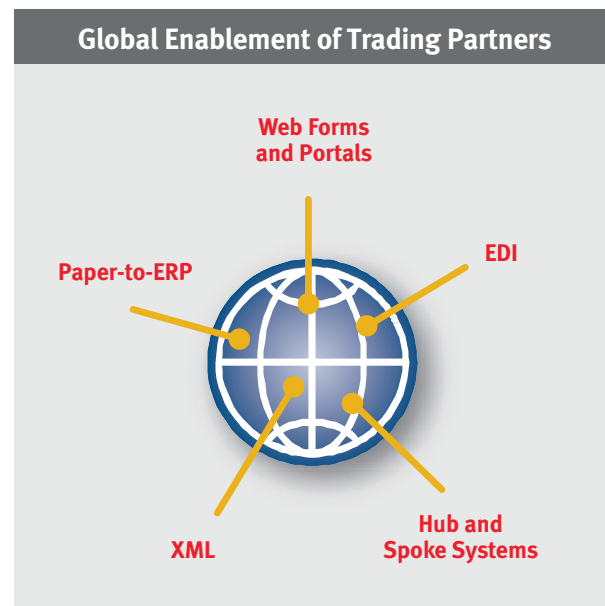 Global Enablement of Trading Partners
Web Forms
and Portals
EDI
Paper-to-ERP
XML
Hub and
Spoke Systems